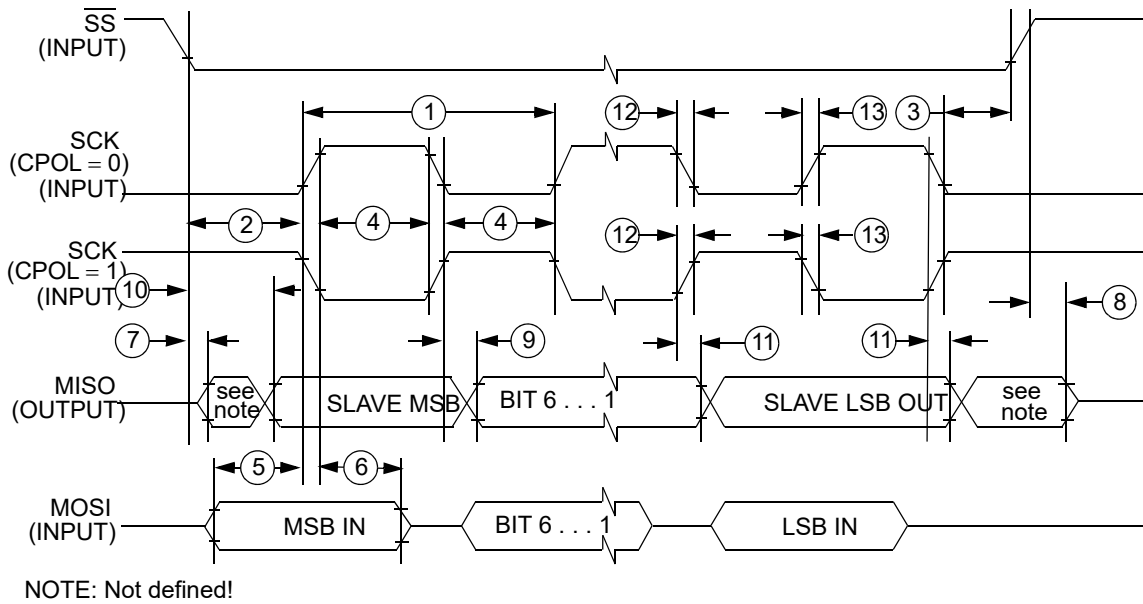 SS
(INPUT)
1
12
13
3
SCK
(CPOL = 0)
(INPUT)
2
4
4
SCK
(CPOL = 1)
(INPUT)
12
13
10
8
7
9
11
11
MISO
(OUTPUT)
see
note
SLAVE MSB
BIT 6 . . . 1
SLAVE LSB OUT
see
note
5
6
MOSI
(INPUT)
MSB IN
BIT 6 . . . 1
LSB IN
NOTE: Not defined!